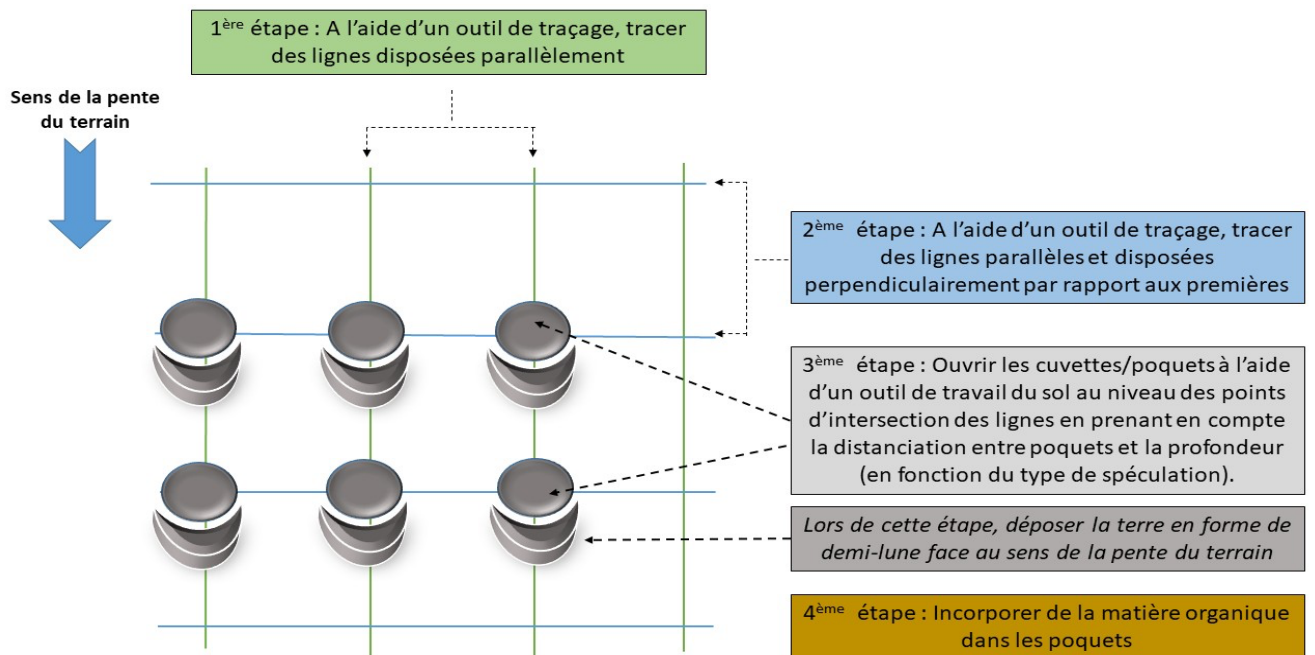 1ère étape : A l’aide d’un outil de traçage, tracer
des lignes disposées parallèlement
Sens de la pente
du terrain
2ème étape : A l’aide d’un outil de traçage, tracer
des lignes parallèles et disposées
perpendiculairement par rapport aux premières
3ème étape : Ouvrir les cuvettes/poquets à l’aide
d’un outil de travail du sol au niveau des points
d’intersection des lignes en prenant en compte
la distanciation entre poquets et la profondeur
(en fonction du type de spéculation).
Lors de cette étape, déposer la terre en forme de
demi-lune face au sens de la pente du terrain
4ème étape : Incorporer de la matière organique
dans les poquets